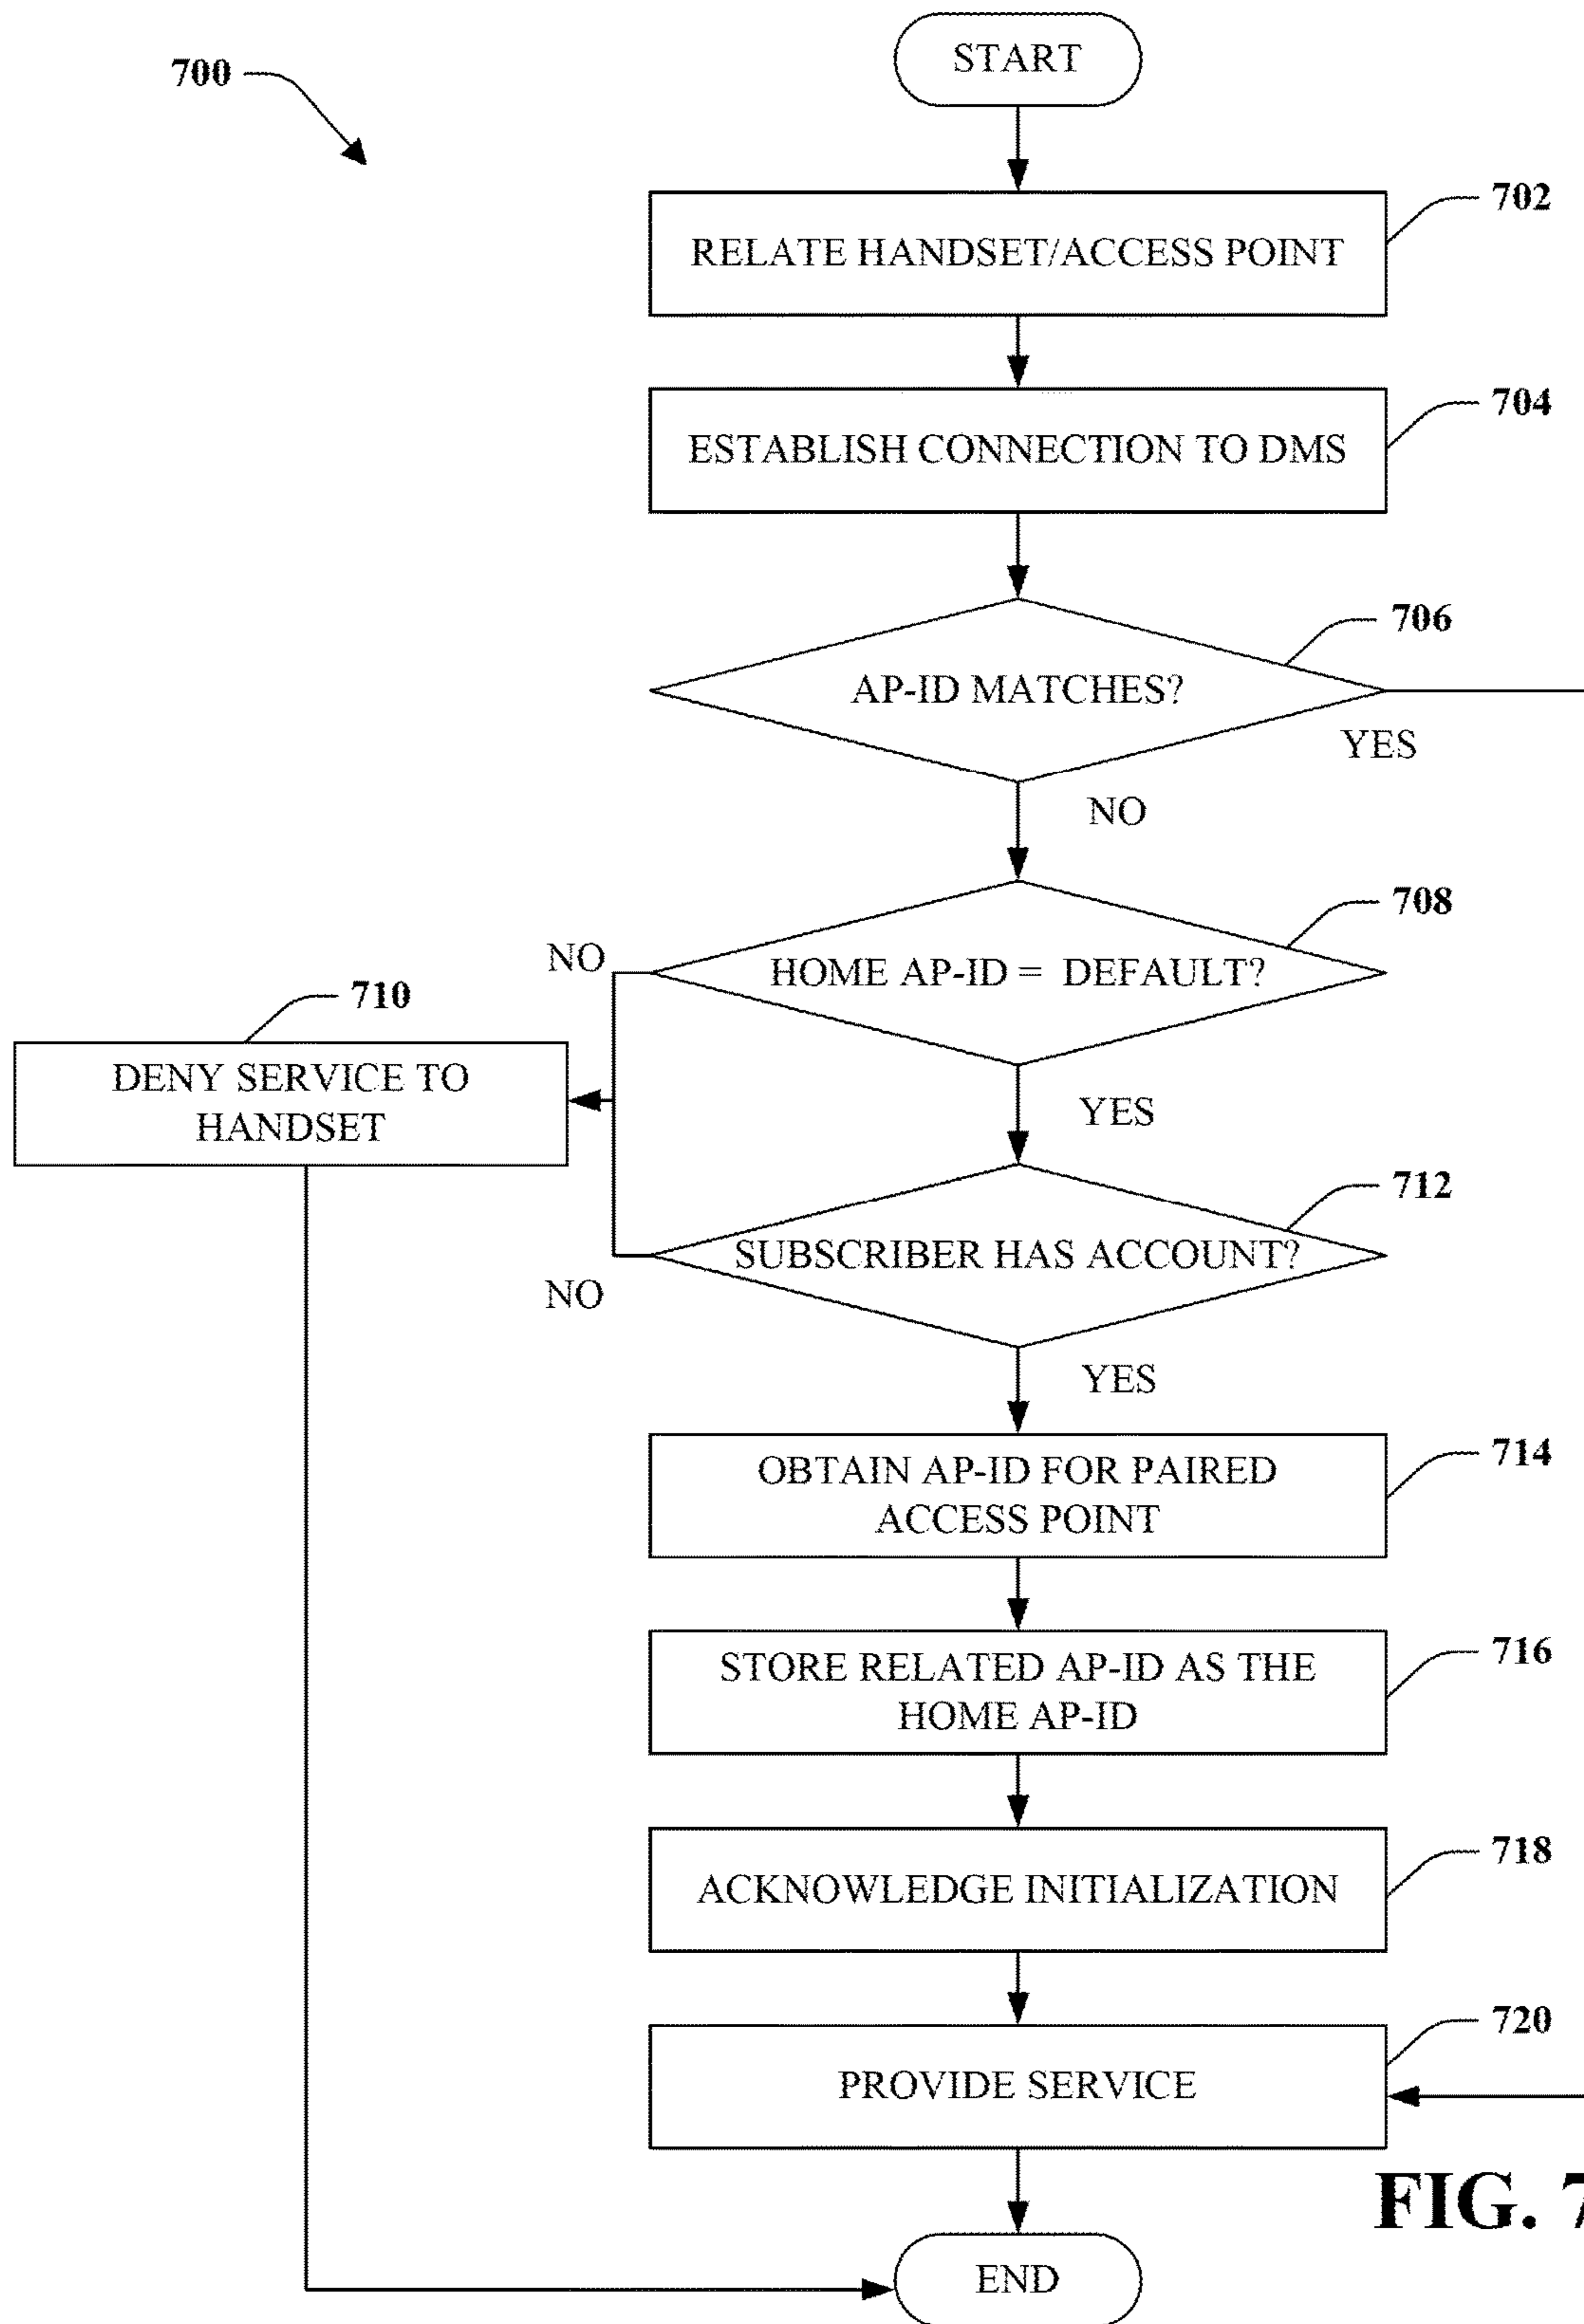 START
700
702
RELATE HANDSET/ACCESS POINT
704
ESTABLISH CONNECTION TO DMS
706
AP-ID MATCHES?
YES
NO
708
NO
HOME AP-ID = DEFAULT?
710
DENY SERVICE TO
HANDSET
YES
712
SUBSCRIBER HAS ACCOUNT?
NO
YES
714
OBTAIN AP-ID FOR PAIRED
ACCESS POINT
716
STORE RELATED AP-ID AS THE
HOME AP-ID
718
ACKNOWLEDGE INITIALIZATION
720
PROVIDE SERVICE
FIG. 7
END